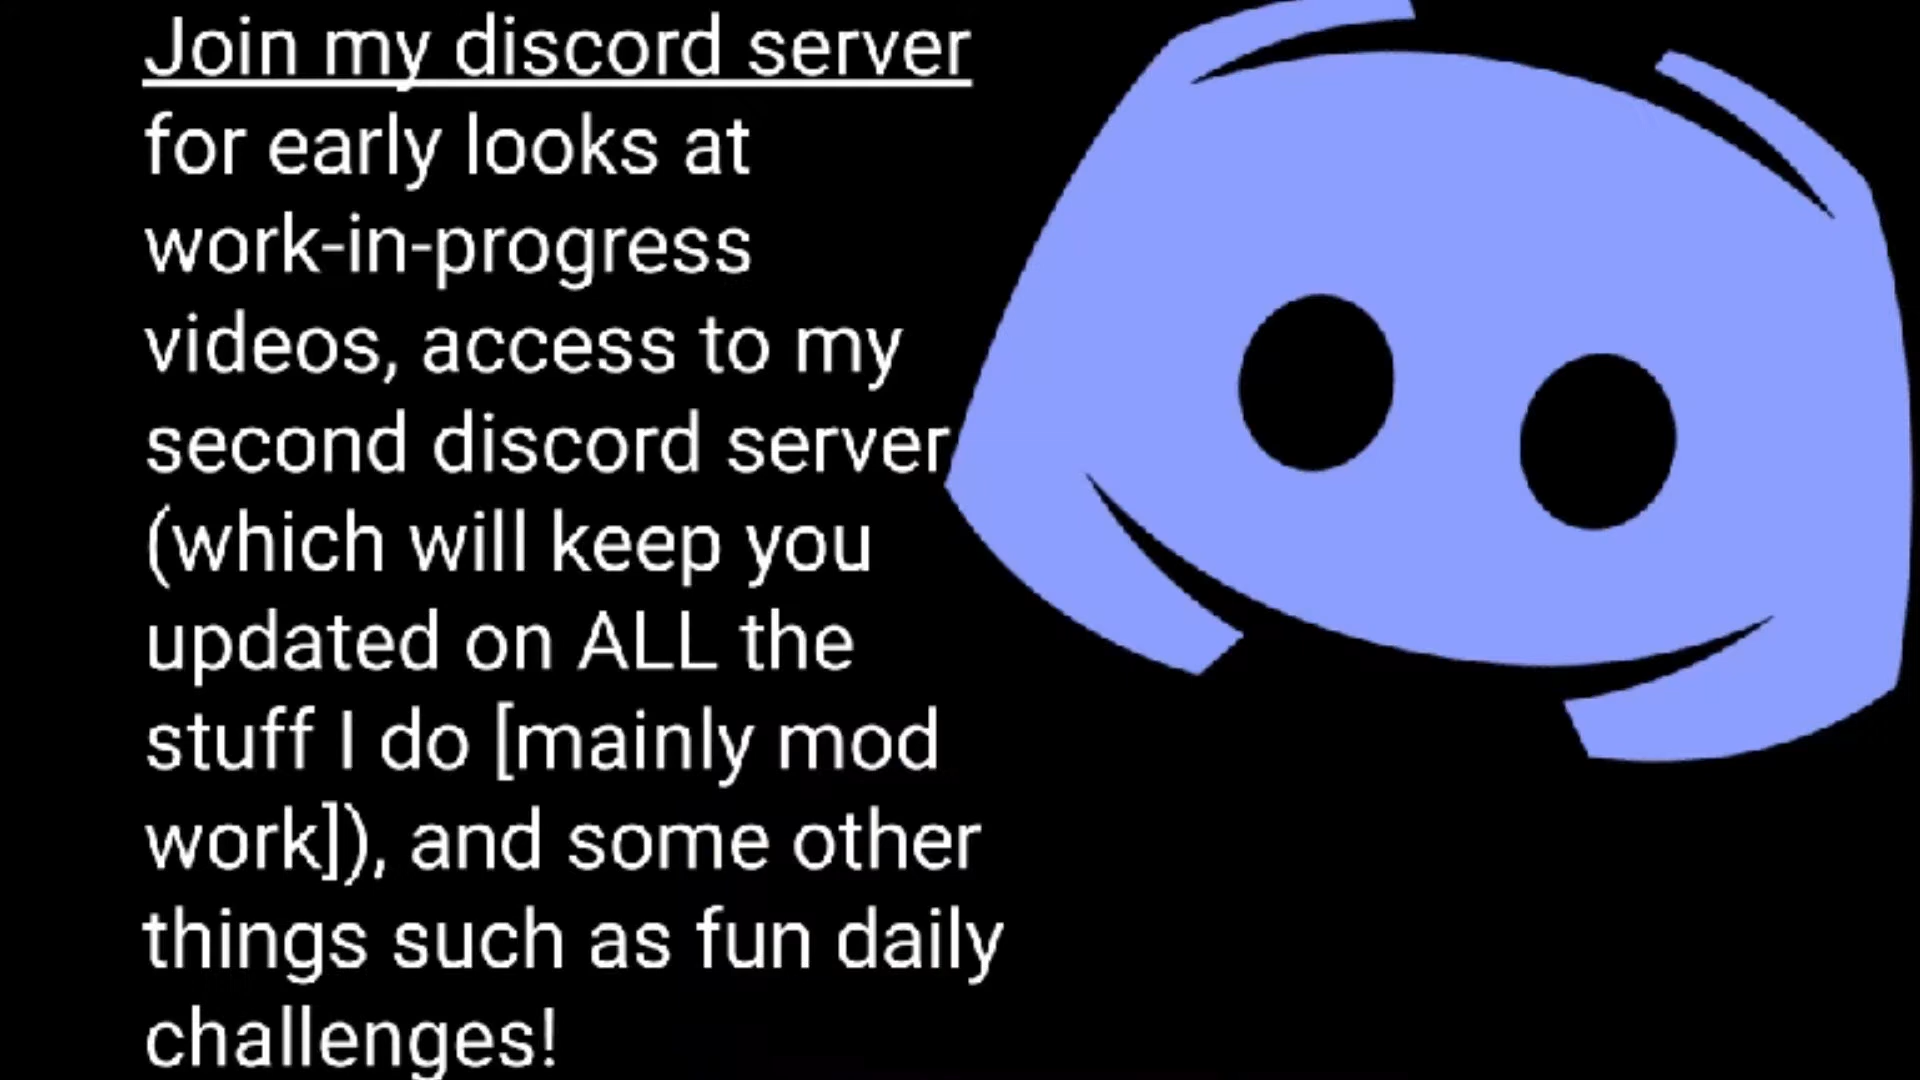 Join my discord server
for early looks at
work-in-progress
videos, access to my
second discord server
(which will keep you
updated on ALL the
stuff I do [mainly mod
work]), and some other
things such as fun daily
challenges!